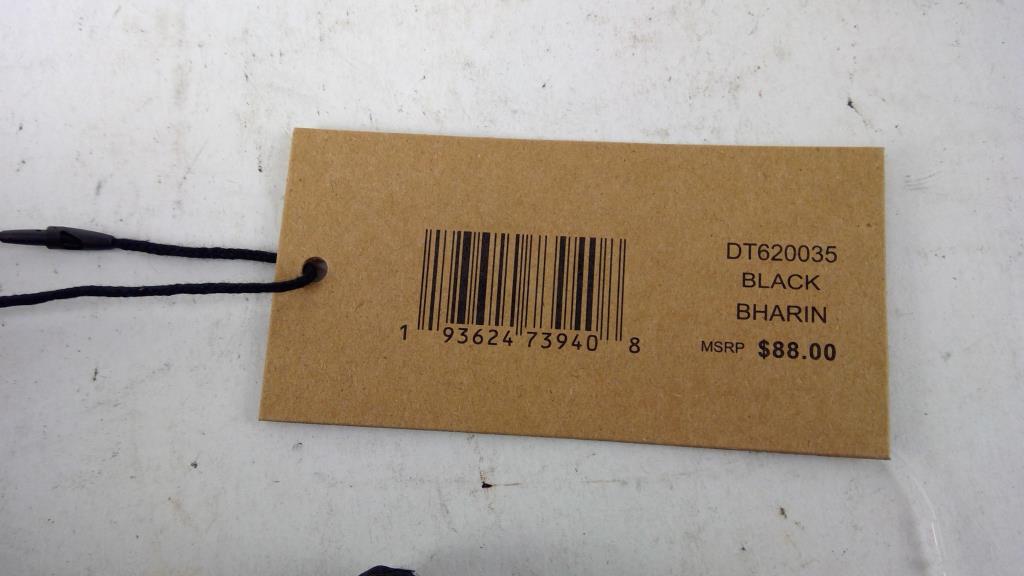 1 93624 73940 8
DT620035
BLACK
BHARIN
MSRP $88.00